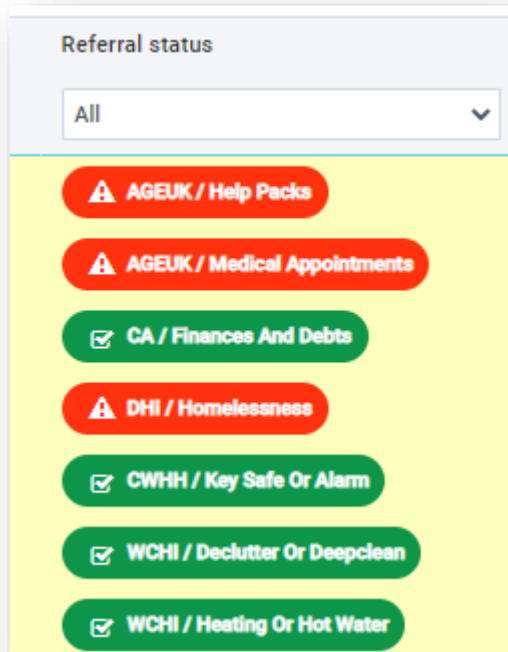 Referral status
All
AGEUK / Help Packs
AGEUK / Medical Appointments
CA / Finances And Debts
DHI / Homelessness
CWHH / Key Safe Or Alarm
WCHI / Declutter Or Deepclean
WCHI / Heating Or Hot Water